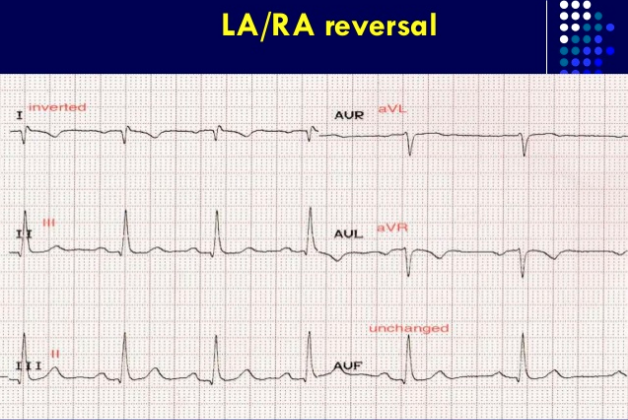 LA/RA reversal
I inverted
AUR aVL
II III
AUL aVR
unchanged
III II
AUF